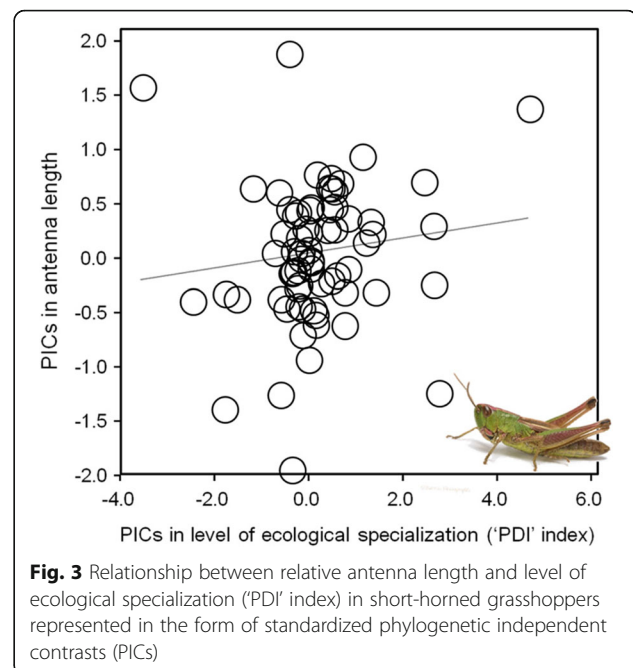 2.0
1.5
1.0
0.5
0.0
-0.5
-1.0
-1.5
-2.0
PICs in antenna length
-4.0 -2.0 0.0 2.0 4.0 6.0
PICs in level of ecological specialization (‘PDI’ index)
Fig. 3 Relationship between relative antenna length and level of
ecological specialization (‘PDI’ index) in short-horned grasshoppers
represented in the form of standardized phylogenetic independent
contrasts (PICs)